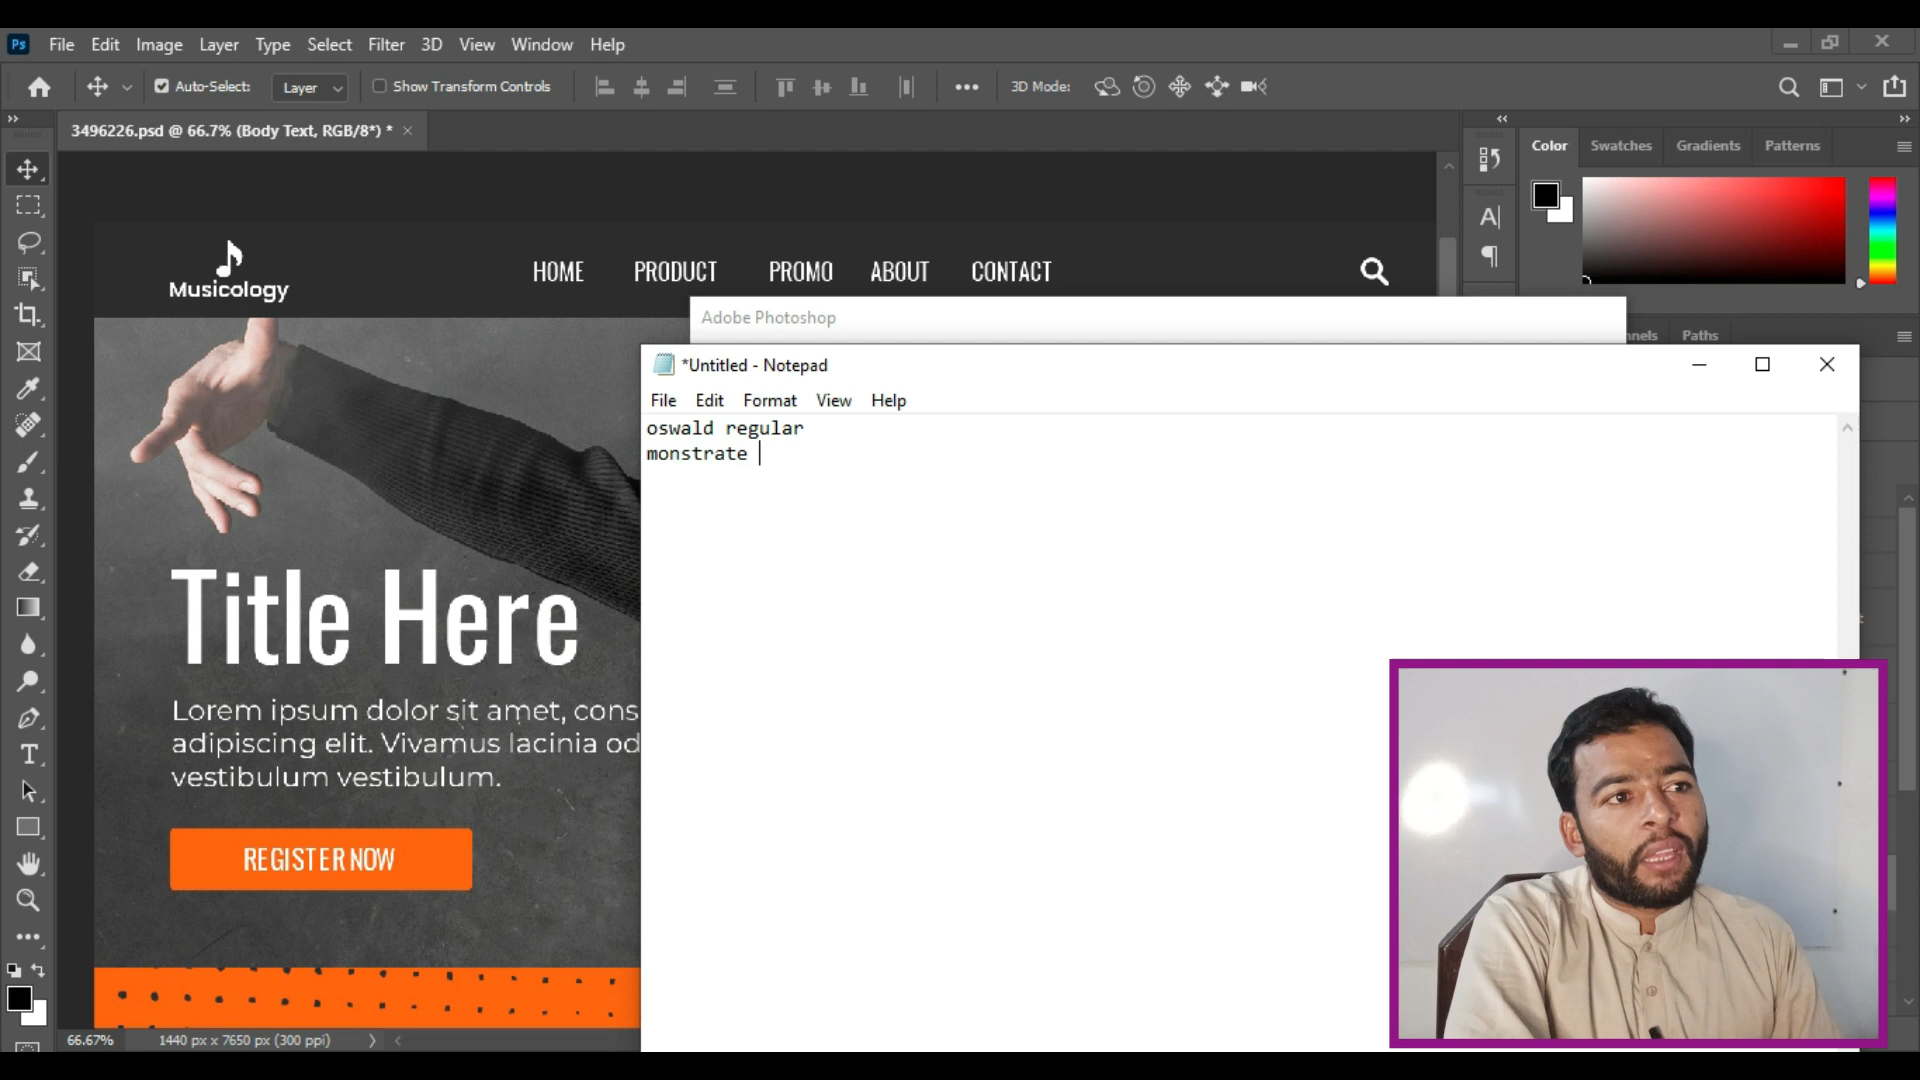 Ps File Edit Image Layer Type Select Filter 3D View Window Help
Auto-Select: Layer Show Transform Controls 3D Mode:
3496226.psd @ 66.7% (Body Text, RGB/8*) *
Color Swatches Gradients Patterns
Musicology
HOME PRODUCT PROMO ABOUT CONTACT
Adobe Photoshop
nnels Paths
*Untitled - Notepad
File Edit Format View Help
oswald regular
monstrate
Title Here
Lorem ipsum dolor sit amet, cons
adipiscing elit. Vivamus lacinia od
vestibulum vestibulum.
REGISTER NOW
66.67% 1440 px x 7650 px (300 ppi)